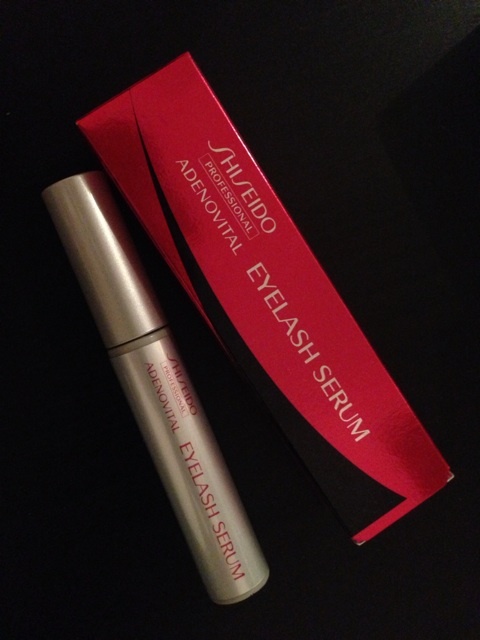 SHISEIDO
PROFESSIONAL
ADENOVITAL
EYELASH SERUM
SHISEIDO
PROFESSIONAL
ADENOVITAL
EYELASH SERUM